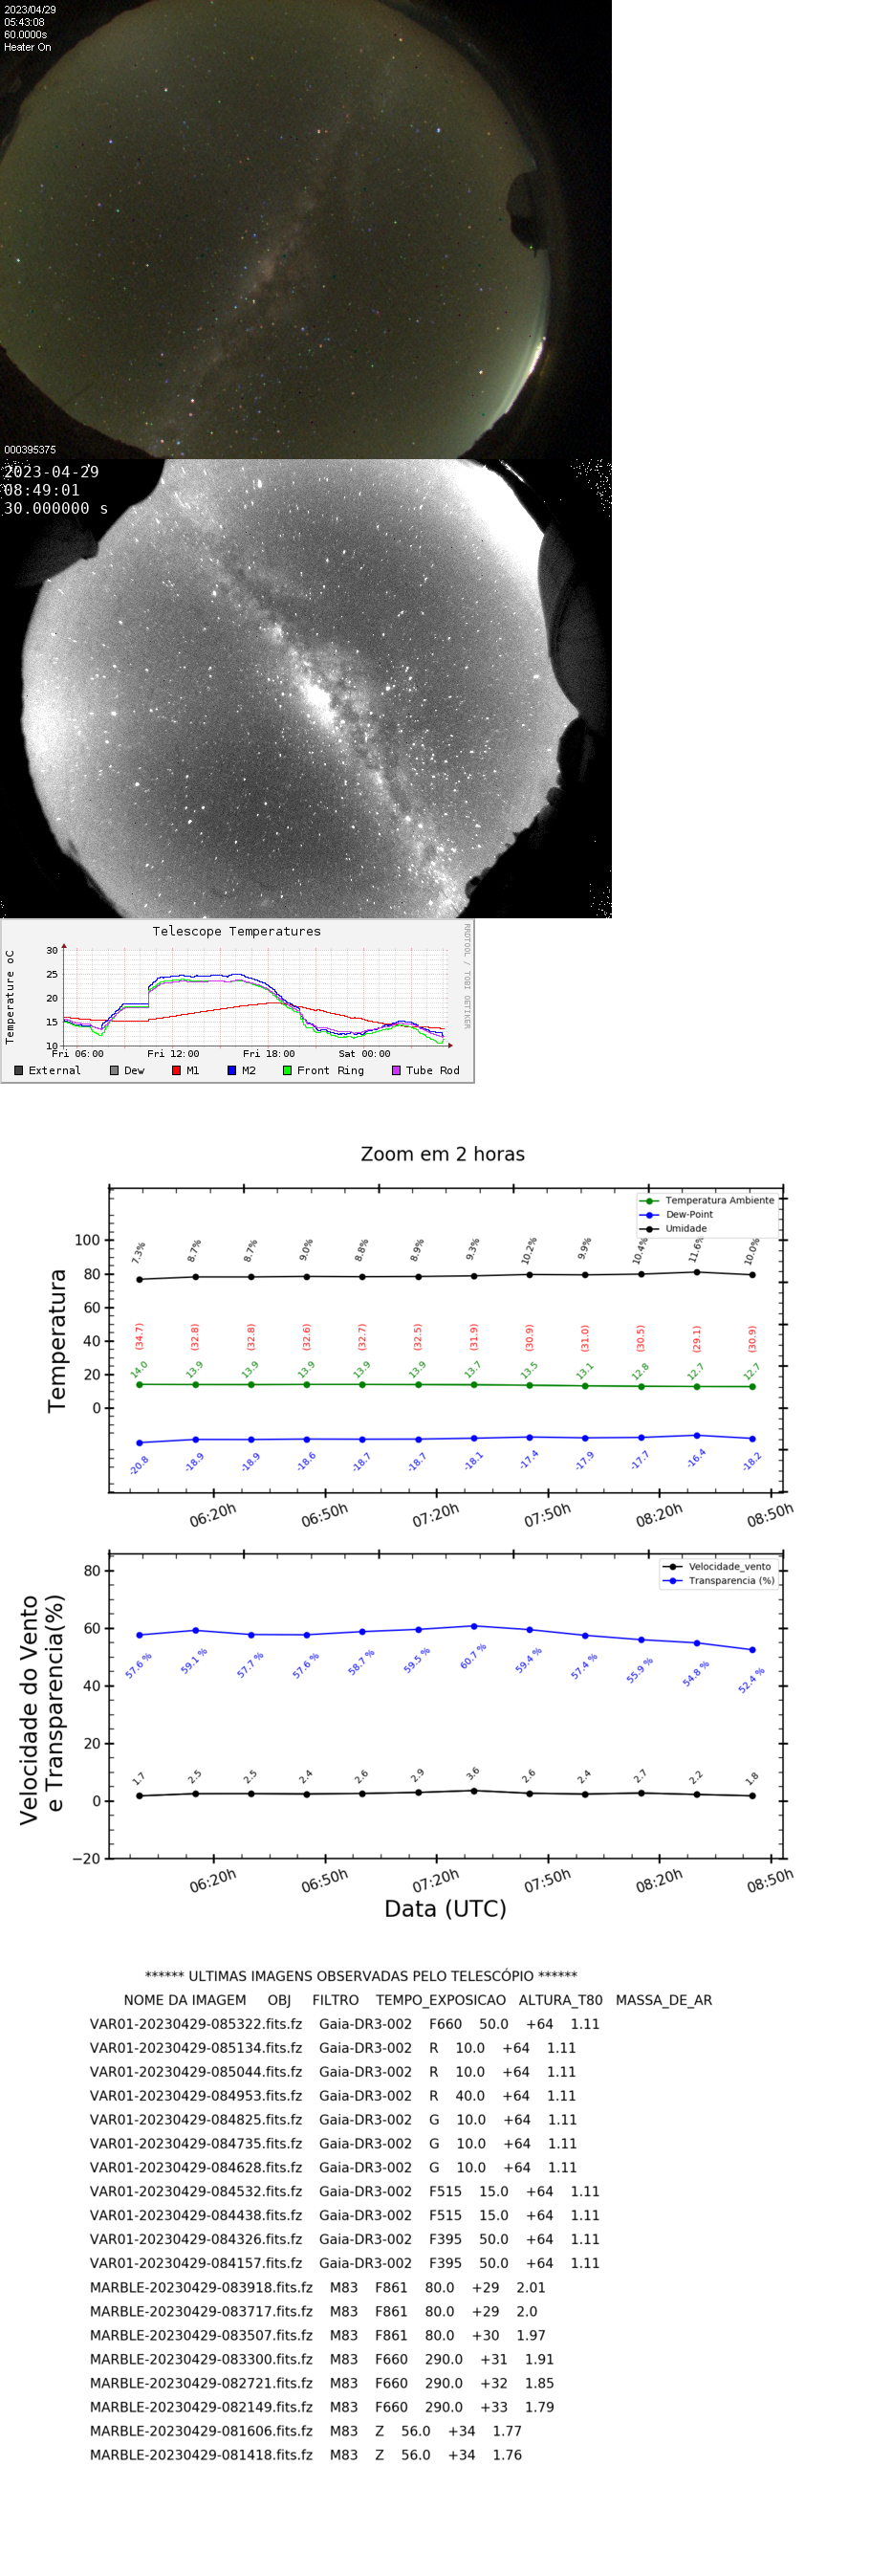 2023/04/29
05:43:08
60.0000s
Heater On
000395375
2023-04-29
08:49:01
30.000000 s
Telescope Temperatures
Temperature oC
RRDTOOL / TOBI OETIKER
30
25
20
15
10
Fri 06:00 Fri 12:00 Fri 18:00 Sat 00:00
External Dew M1 M2 Front Ring Tube Rod
Zoom em 2 horas
Temperatura
Temperatura Ambiente
Dew-Point
Umidade
100
80
60
40
20
0
7.3% 8.7% 8.7% 9.0% 8.8% 8.9% 9.3% 10.2% 9.9% 10.4% 11.6% 10.0%
(34.7) (32.8) (32.8) (32.6) (32.7) (32.5) (31.9) (30.9) (31.0) (30.5) (29.1) (30.9)
14.0 13.9 13.9 13.9 13.9 13.9 13.7 13.5 13.1 12.8 12.7 12.7
-20.8 -18.9 -18.9 -18.6 -18.7 -18.7 -18.1 -17.4 -17.9 -17.7 -16.4 -18.2
06:20h 06:50h 07:20h 07:50h 08:20h 08:50h
Velocidade do Vento
e Transparencia(%)
Velocidade_vento
Transparencia (%)
80
60
40
20
0
−20
57.6 % 59.1 % 57.7 % 57.6 % 58.7 % 59.5 % 60.7 % 59.4 % 57.4 % 55.9 % 54.8 % 52.4 %
1.7 2.5 2.5 2.4 2.6 2.9 3.6 2.6 2.4 2.7 2.2 1.8
06:20h 06:50h 07:20h 07:50h 08:20h 08:50h
Data (UTC)
****** ULTIMAS IMAGENS OBSERVADAS PELO TELESCÓPIO ******
NOME DA IMAGEM OBJ FILTRO TEMPO_EXPOSICAO ALTURA_T80 MASSA_DE_AR
VAR01-20230429-085322.fits.fz Gaia-DR3-002 F660 50.0 +64 1.11
VAR01-20230429-085134.fits.fz Gaia-DR3-002 R 10.0 +64 1.11
VAR01-20230429-085044.fits.fz Gaia-DR3-002 R 10.0 +64 1.11
VAR01-20230429-084953.fits.fz Gaia-DR3-002 R 40.0 +64 1.11
VAR01-20230429-084825.fits.fz Gaia-DR3-002 G 10.0 +64 1.11
VAR01-20230429-084735.fits.fz Gaia-DR3-002 G 10.0 +64 1.11
VAR01-20230429-084628.fits.fz Gaia-DR3-002 G 10.0 +64 1.11
VAR01-20230429-084532.fits.fz Gaia-DR3-002 F515 15.0 +64 1.11
VAR01-20230429-084438.fits.fz Gaia-DR3-002 F515 15.0 +64 1.11
VAR01-20230429-084326.fits.fz Gaia-DR3-002 F395 50.0 +64 1.11
VAR01-20230429-084157.fits.fz Gaia-DR3-002 F395 50.0 +64 1.11
MARBLE-20230429-083918.fits.fz M83 F861 80.0 +29 2.01
MARBLE-20230429-083717.fits.fz M83 F861 80.0 +29 2.0
MARBLE-20230429-083507.fits.fz M83 F861 80.0 +30 1.97
MARBLE-20230429-083300.fits.fz M83 F660 290.0 +31 1.91
MARBLE-20230429-082721.fits.fz M83 F660 290.0 +32 1.85
MARBLE-20230429-082149.fits.fz M83 F660 290.0 +33 1.79
MARBLE-20230429-081606.fits.fz M83 Z 56.0 +34 1.77
MARBLE-20230429-081418.fits.fz M83 Z 56.0 +34 1.76